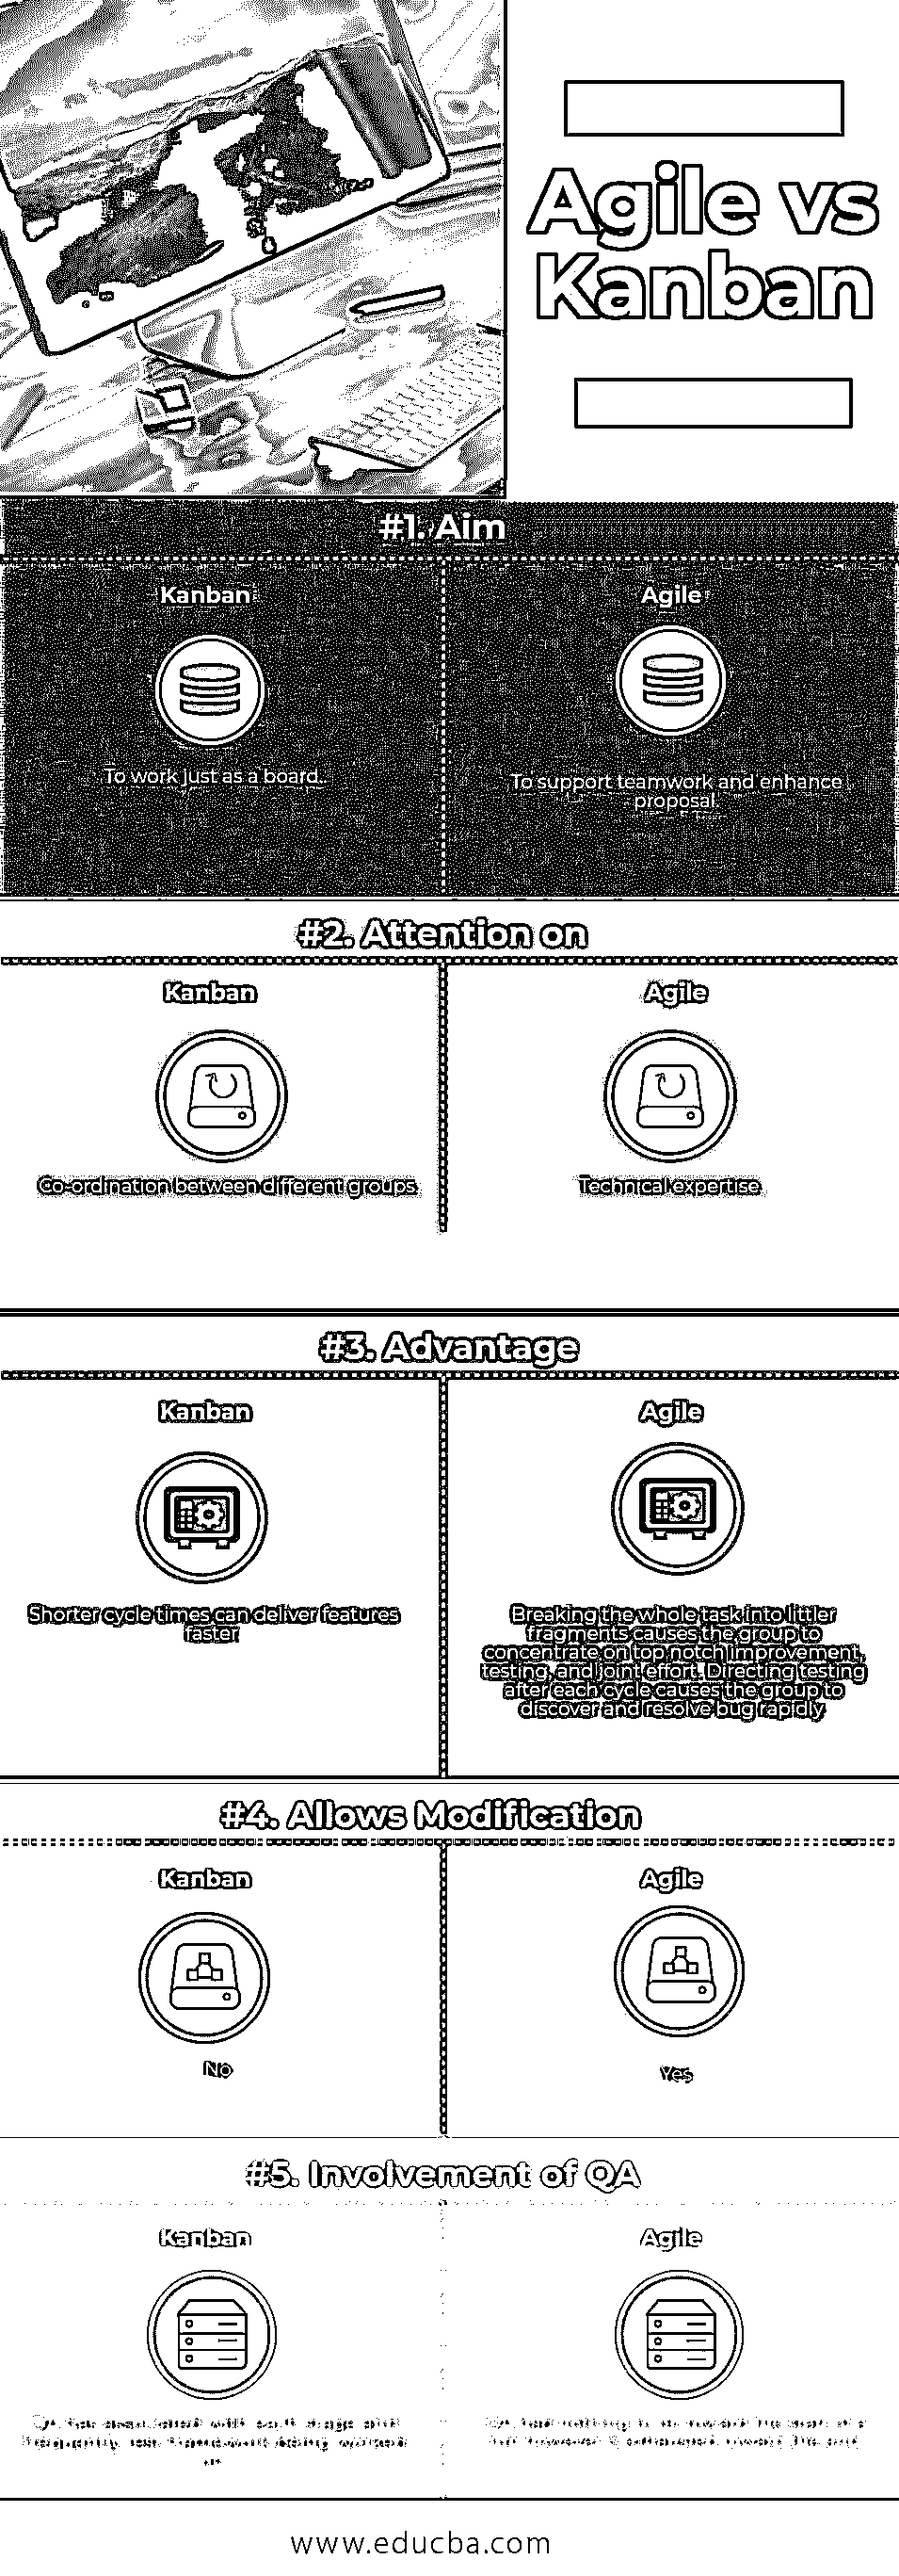 Agile vs
Kanban
#1. Aim
Kanban
Agile
To work just as a board.
To support teamwork and enhance
proposal.
#2. Attention on
Kanban
Agile
Co-ordination between different groups.
Technical expertise.
#3. Advantage
Kanban
Agile
Shorter cycle times can deliver features
faster
Breaking the whole task into littler
fragments causes the group to
concentrate on top notch improvement,
testing, and joint effort. Directing testing
after each cycle causes the group to
discover and resolve bug rapidly
#4. Allows Modification
Kanban
Agile
No
Yes
#5. Involvement of QA
Kanban
Agile
www.educba.com